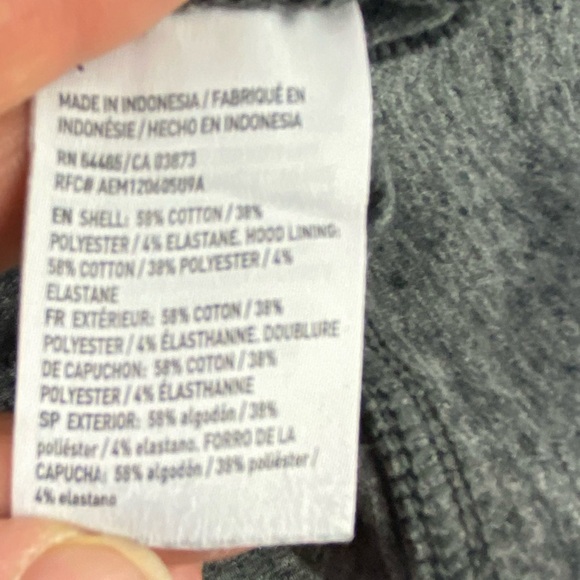 MADE IN INDONESIA / FABRIQUÉ EN
INDONÉSIE / HECHO EN INDONESIA
RN 54485 / CA 03873
RFC# AEM12060509A
EN SHELL: 58% COTTON / 38%
POLYESTER / 4% ELASTANE. HOOD LINING:
58% COTTON / 38% POLYESTER / 4%
ELASTANE
FR EXTÉRIEUR: 58% COTON / 38%
POLYESTER / 4% ÉLASTHANNE. DOUBLURE
DE CAPUCHON: 58% COTON / 38%
POLYESTER / 4% ÉLASTHANNE
SP EXTERIOR: 58% algodón / 38%
poliéster / 4% elastano. FORRO DE LA
CAPUCHA: 58% algodón / 38% poliéster /
4% elastano